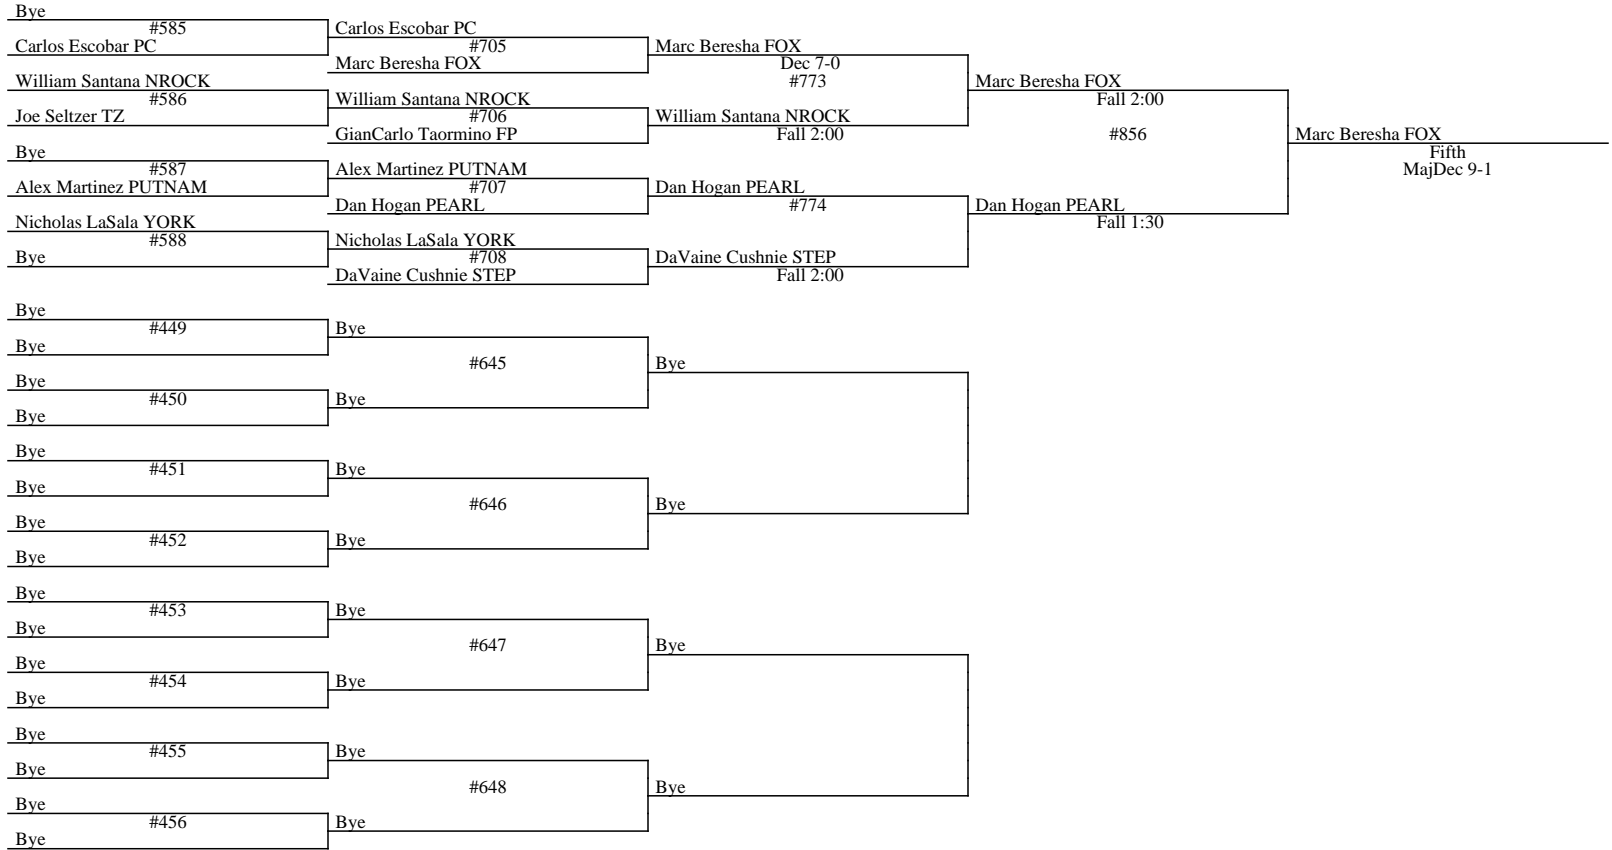 Bye
#585
Carlos Escobar PC
William Santana NROCK
#586
Joe Seltzer TZ
Bye
#587
Alex Martinez PUTNAM
Nicholas LaSala YORK
#588
Bye
Carlos Escobar PC
#705
Marc Beresha FOX
William Santana NROCK
#706
GianCarlo Taormino FP
Alex Martinez PUTNAM
#707
Dan Hogan PEARL
Nicholas LaSala YORK
#708
DaVaine Cushnie STEP
Marc Beresha FOX
Dec 7-0
#773
William Santana NROCK
Fall 2:00
Dan Hogan PEARL
#774
DaVaine Cushnie STEP
Fall 2:00
Marc Beresha FOX
Fall 2:00
#856
Dan Hogan PEARL
Fall 1:30
Marc Beresha FOX
Fifth
MajDec 9-1
Bye
#449
Bye
Bye
#450
Bye
Bye
#451
Bye
Bye
#452
Bye
Bye
#453
Bye
Bye
#454
Bye
Bye
#455
Bye
Bye
#456
Bye
Bye
#645
Bye
Bye
#646
Bye
Bye
#647
Bye
Bye
#648
Bye
Bye
Bye
Bye
Bye